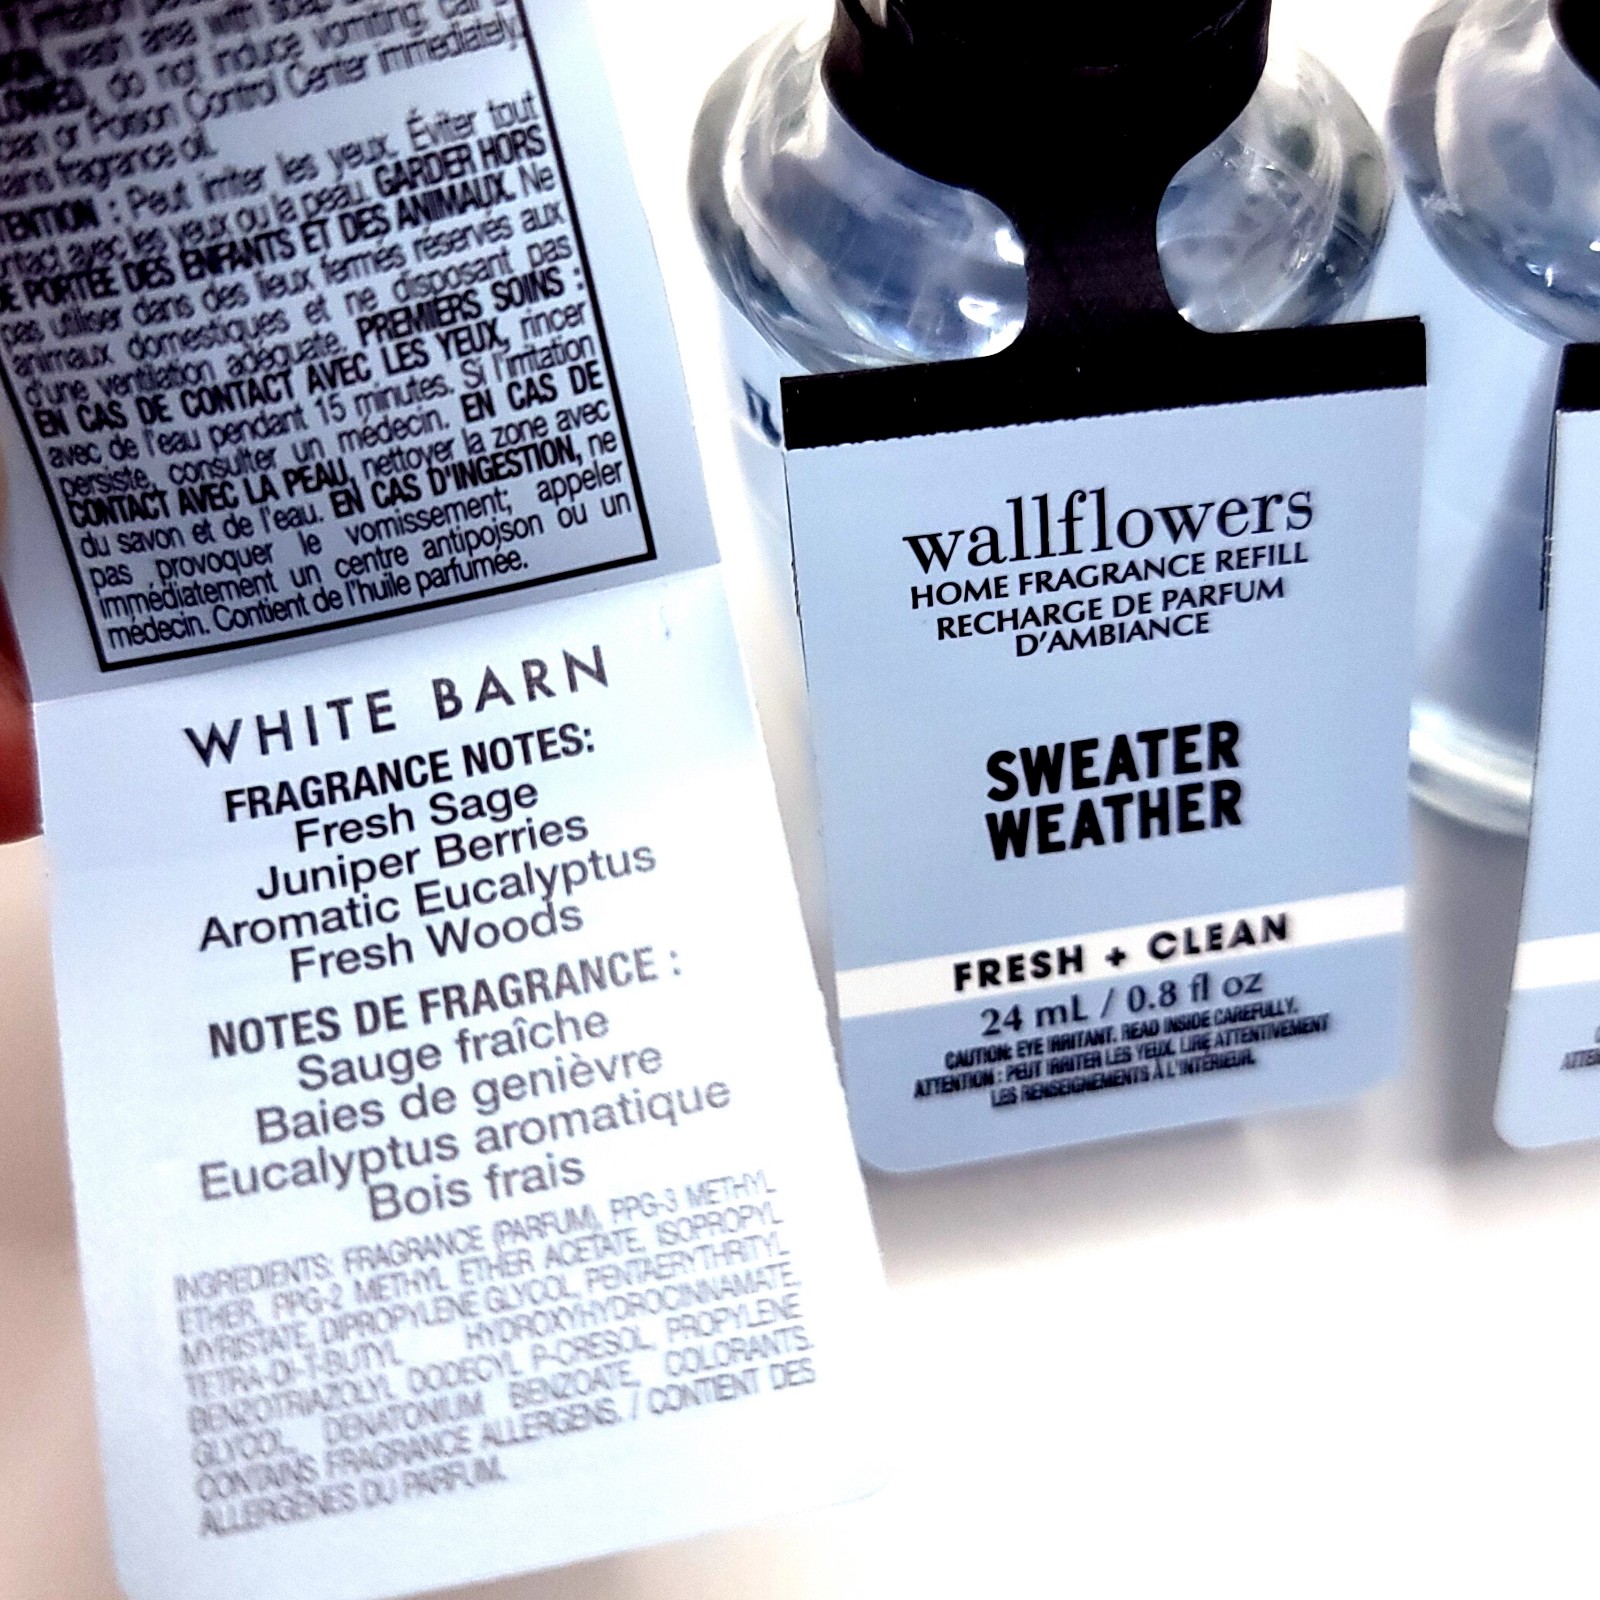 wash area with soap
do not induce vomiting;
or Poison Control Center immediately.
fragrance oil.
: Peut irriter les yeux. Éviter tout
contact avec les yeux ou la peau. GARDER HORS
DE PORTÉE DES ENFANTS ET DES ANIMAUX. Ne
pas utiliser dans des lieux fermés réservés aux
animaux domestiques et ne disposant pas
d'une ventilation adéquate. PREMIERS SOINS :
EN CAS DE CONTACT AVEC LES YEUX, rincer
avec de l'eau pendant 15 minutes. Si l'irritation
persiste, consulter un médecin. EN CAS DE
CONTACT AVEC LA PEAU, nettoyer la zone avec
du savon et de l'eau. EN CAS D'INGESTION, ne
pas provoquer le vomissement; appeler
immédiatement un centre antipoison ou un
médecin. Contient de l'huile parfumée.
WHITE BARN
FRAGRANCE NOTES:
Fresh Sage
Juniper Berries
Aromatic Eucalyptus
Fresh Woods
NOTES DE FRAGRANCE :
Sauge fraîche
Baies de genièvre
Eucalyptus aromatique
Bois frais
INGREDIENTS: FRAGRANCE (PARFUM), PPG-3 METHYL
ETHER, PPG-2 METHYL ETHER ACETATE, ISOPROPYL
MYRISTATE, DIPROPYLENE GLYCOL, PENTAERYTHRITYL
TETRA-DI-T-BUTYL HYDROXYHYDROCINNAMATE,
BENZOTRIAZOLYL DODECYL P-CRESOL, PROPYLENE
GLYCOL, DENATONIUM BENZOATE, COLORANTS.
CONTAINS FRAGRANCE ALLERGENS. / CONTIENT DES
ALLERGÈNES DU PARFUM.
wallflowers
HOME FRAGRANCE REFILL
RECHARGE DE PARFUM
D'AMBIANCE
SWEATER
WEATHER
FRESH + CLEAN
24 mL / 0.8 fl oz
CAUTION: EYE IRRITANT. READ INSIDE CAREFULLY.
ATTENTION : PEUT IRRITER LES YEUX. LIRE ATTENTIVEMENT
LES RENSEIGNEMENTS À L'INTÉRIEUR.